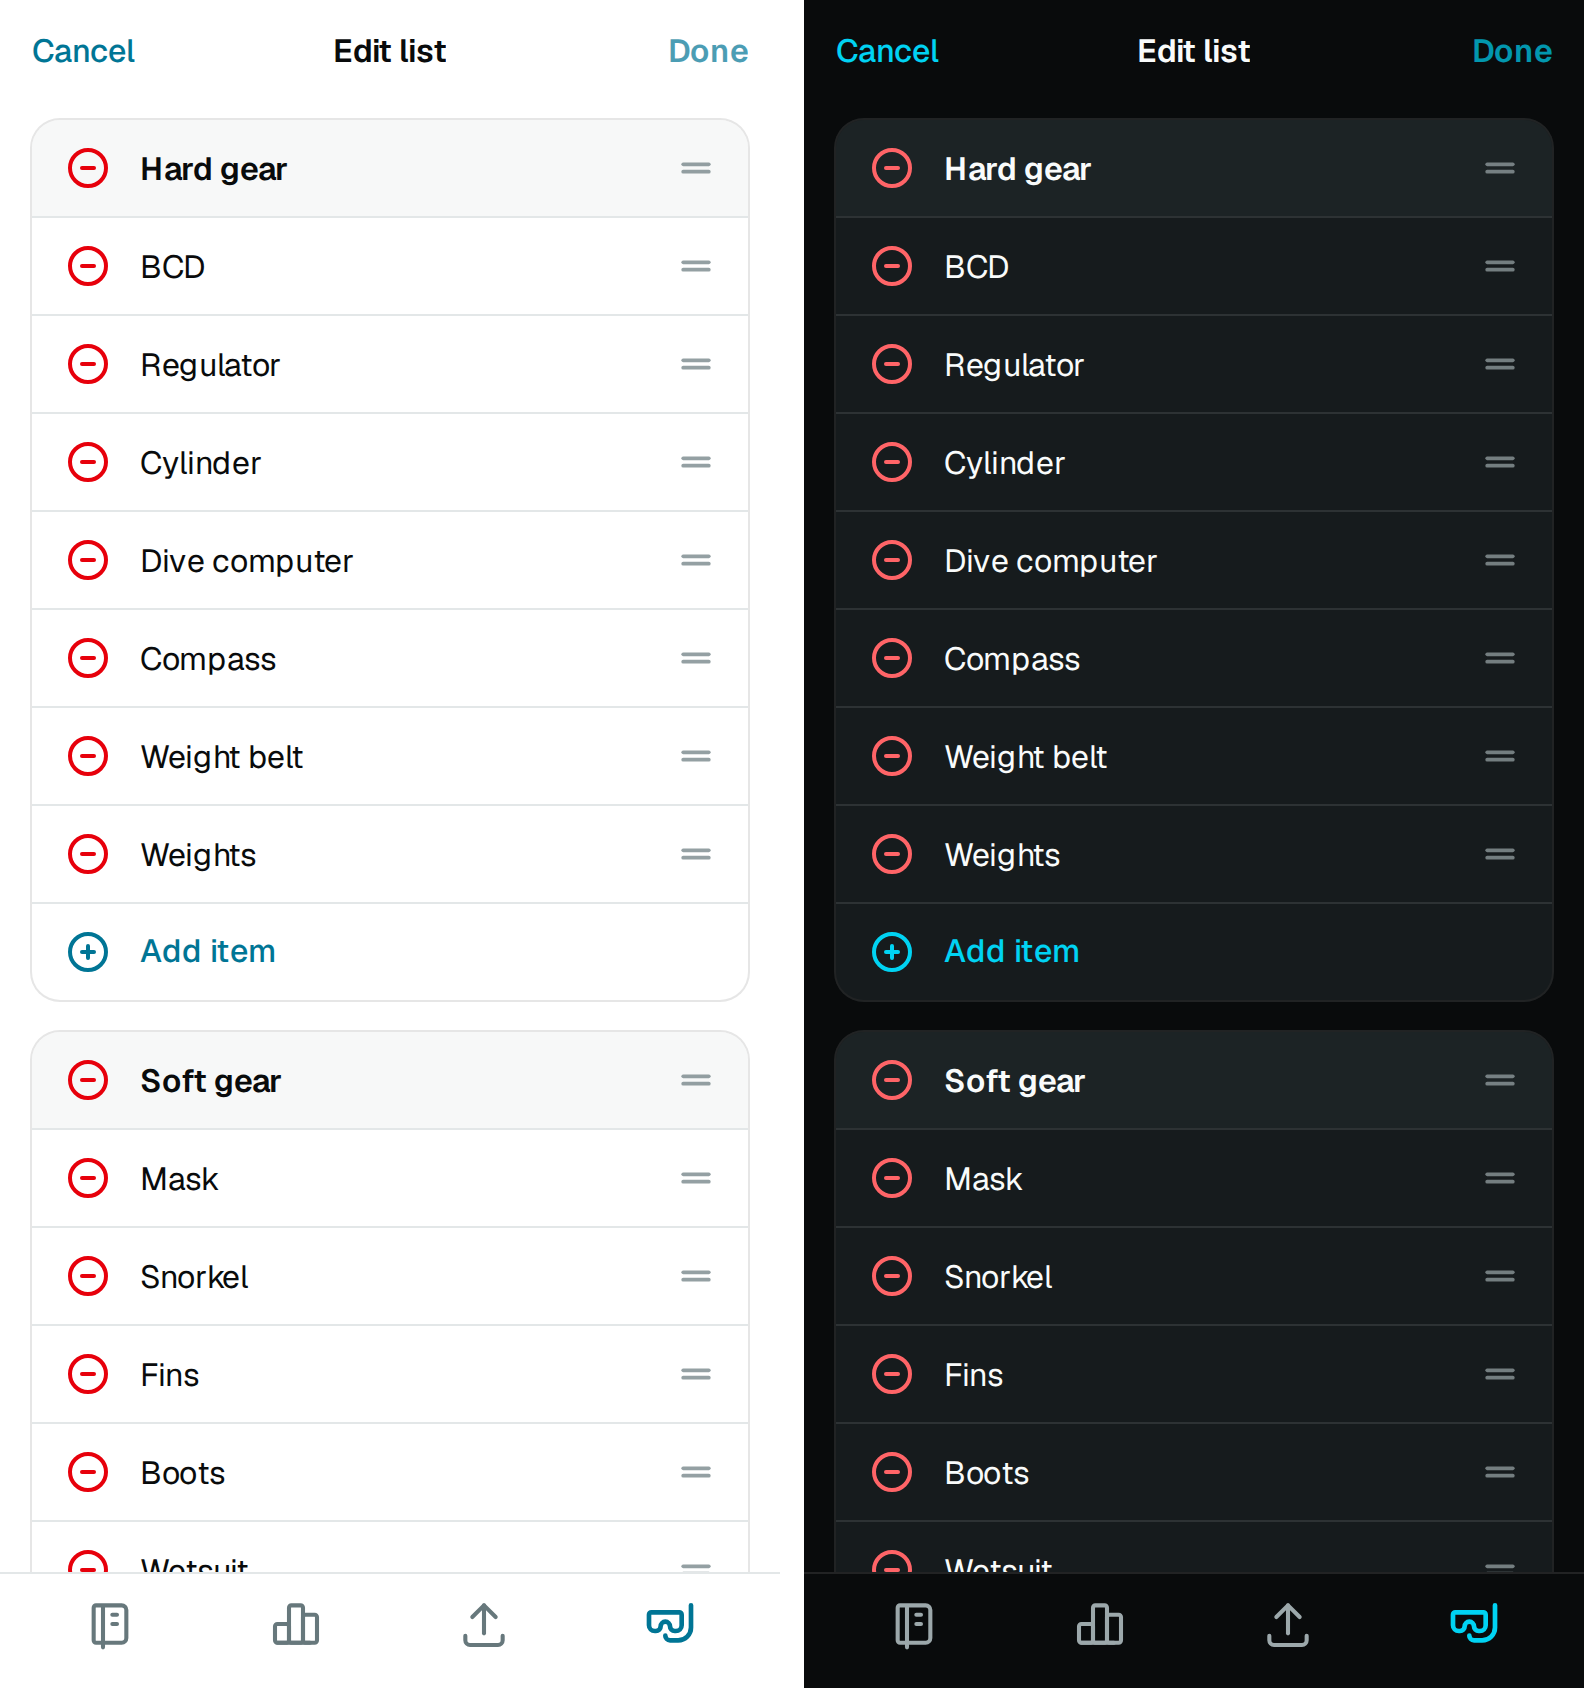 Cancel Edit list Done
Hard gear
BCD
Regulator
Cylinder
Dive computer
Compass
Weight belt
Weights
Add item
Soft gear
Mask
Snorkel
Fins
Boots
Wetsuit
Cancel Edit list Done
Hard gear
BCD
Regulator
Cylinder
Dive computer
Compass
Weight belt
Weights
Add item
Soft gear
Mask
Snorkel
Fins
Boots
Wetsuit